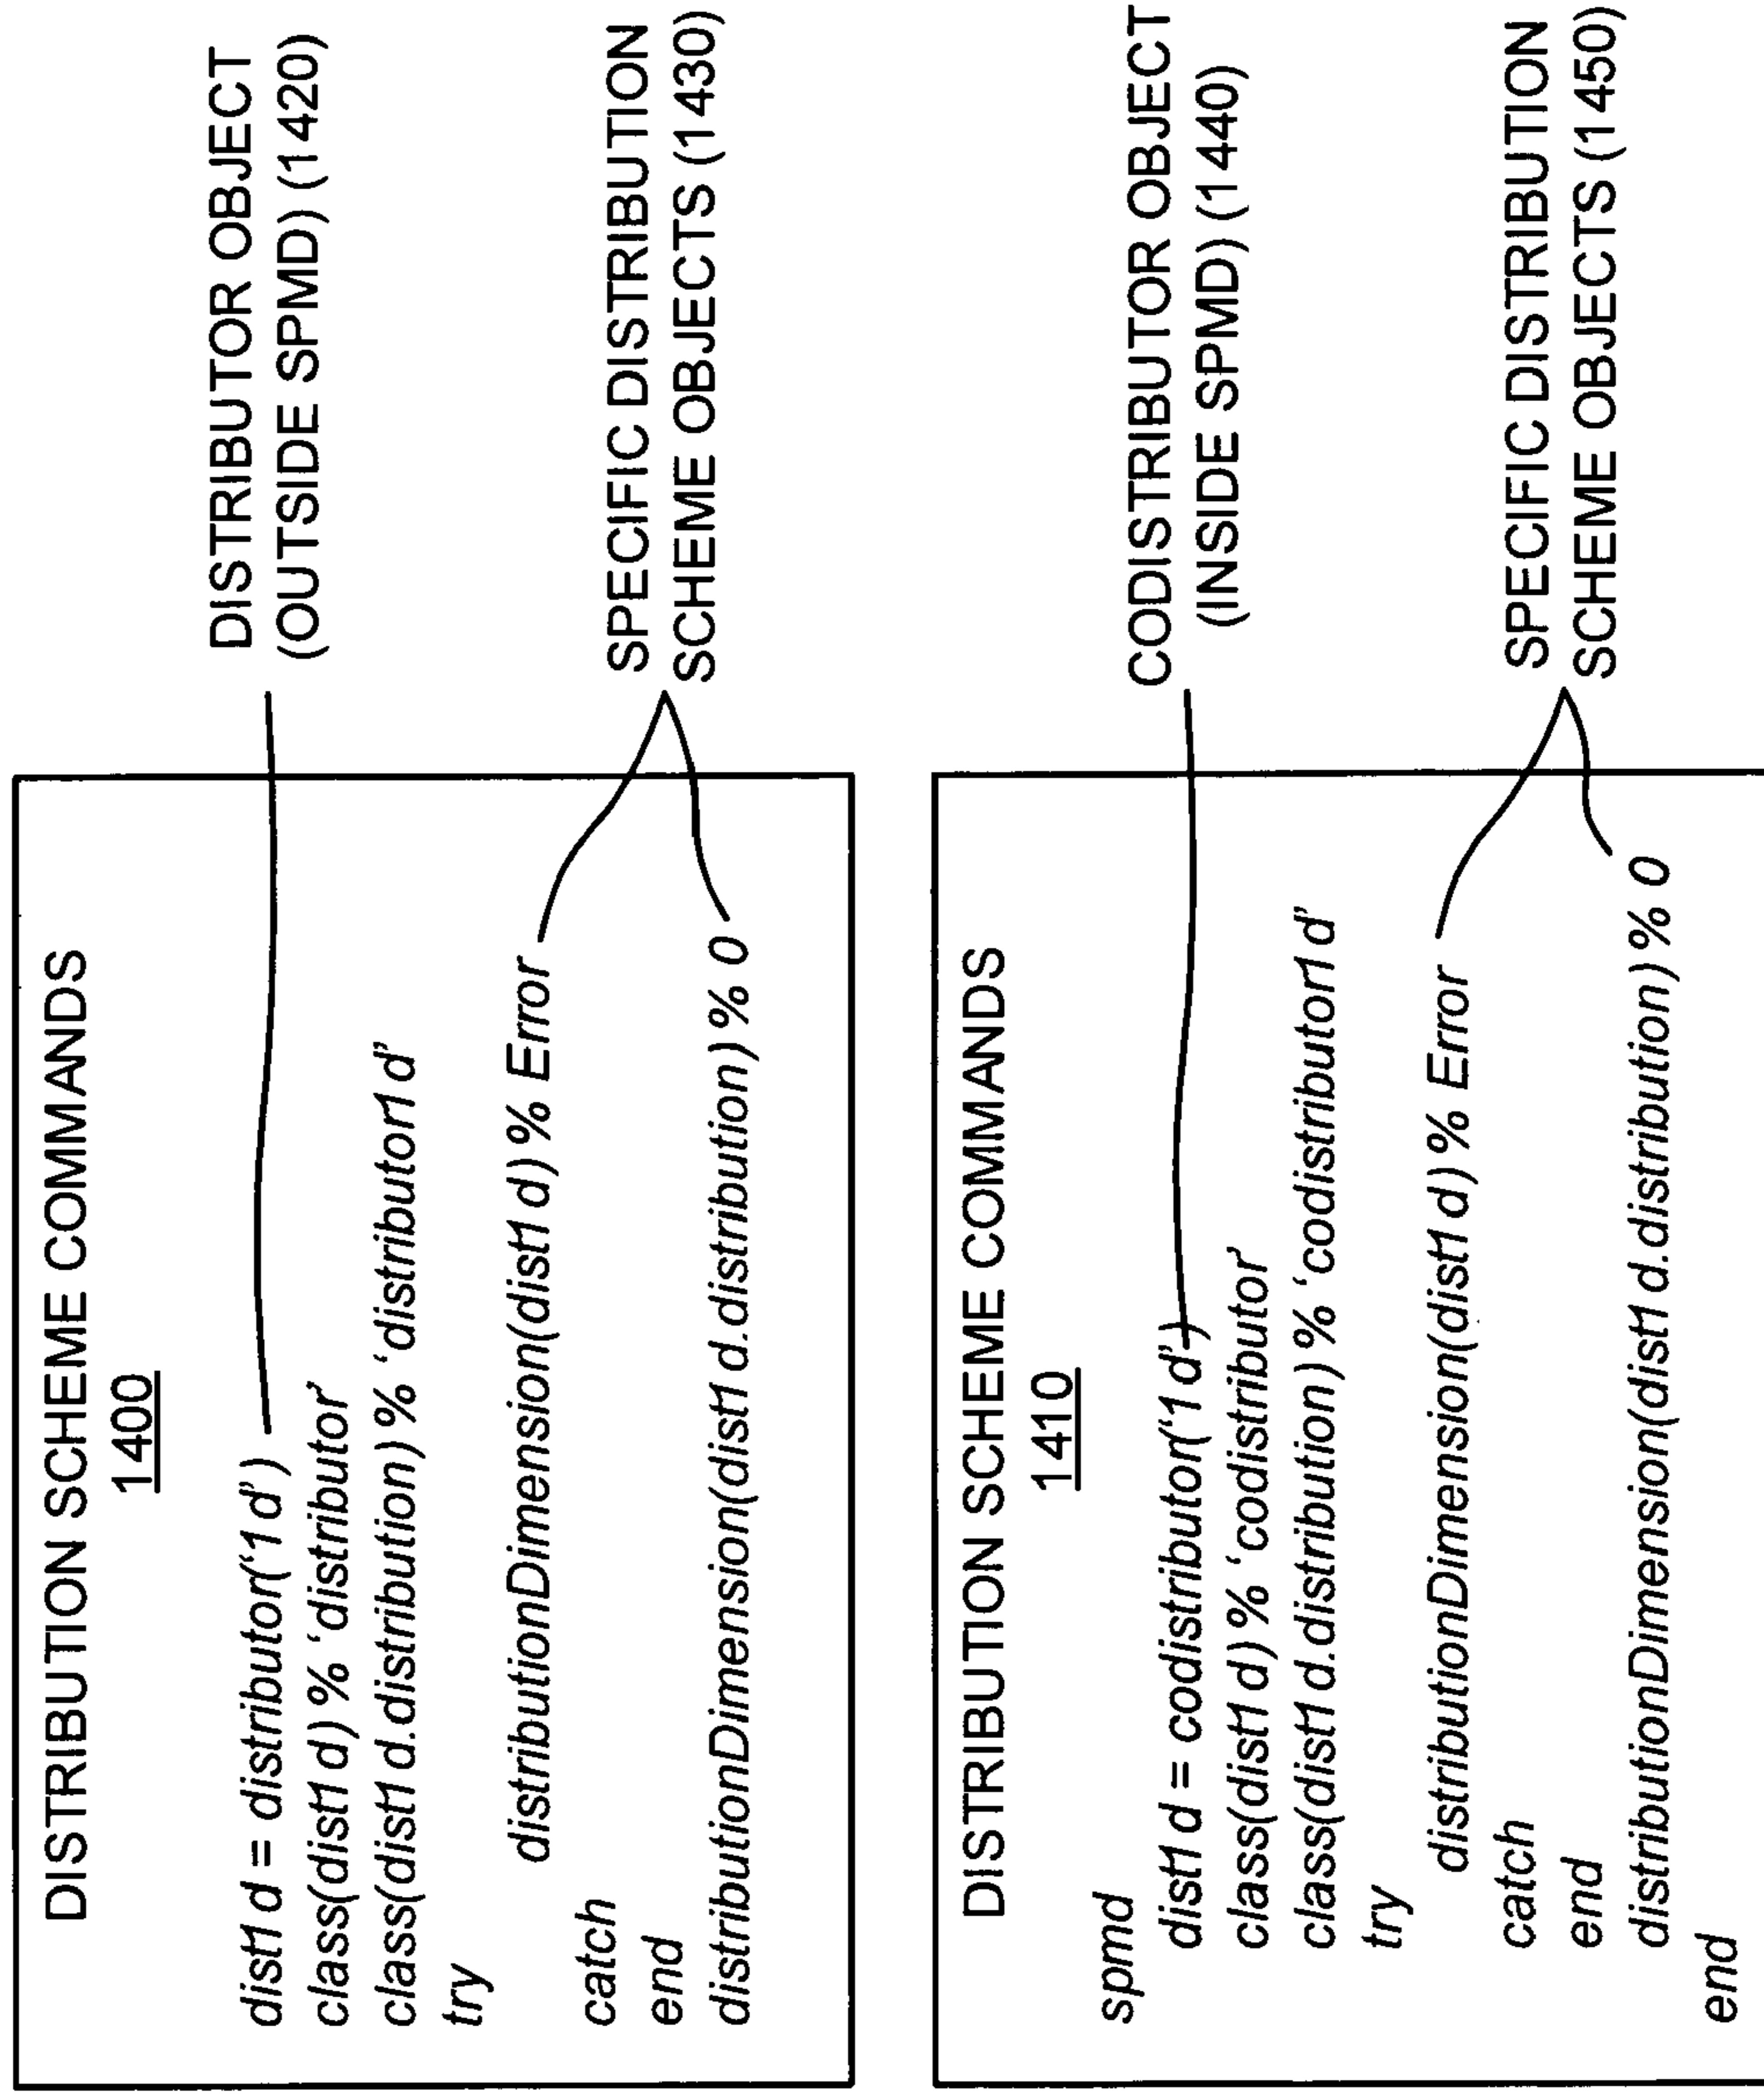 DISTRIBUTION SCHEME COMMANDS
1400
dist1d = distributor('1d')
class(dist1d) % 'distributor'
class(dist1d.distribution) % 'distributor1d'
try
distributionDimension(dist1d) % Error
catch
end
distributionDimension(dist1d.distribution) % 0
DISTRIBUTOR OBJECT
(OUTSIDE SPMD) (1420)
SPECIFIC DISTRIBUTION
SCHEME OBJECTS (1430)
DISTRIBUTION SCHEME COMMANDS
1410
spmd
dist1d = codistributor('1d')
class(dist1d) % 'codistributor'
class(dist1d.distribution) % 'codistributor1d'
try
distributionDimension(dist1d) % Error
catch
end
distributionDimension(dist1d.distribution) % 0
end
CODISTRIBUTOR OBJECT
(INSIDE SPMD) (1440)
SPECIFIC DISTRIBUTION
SCHEME OBJECTS (1450)